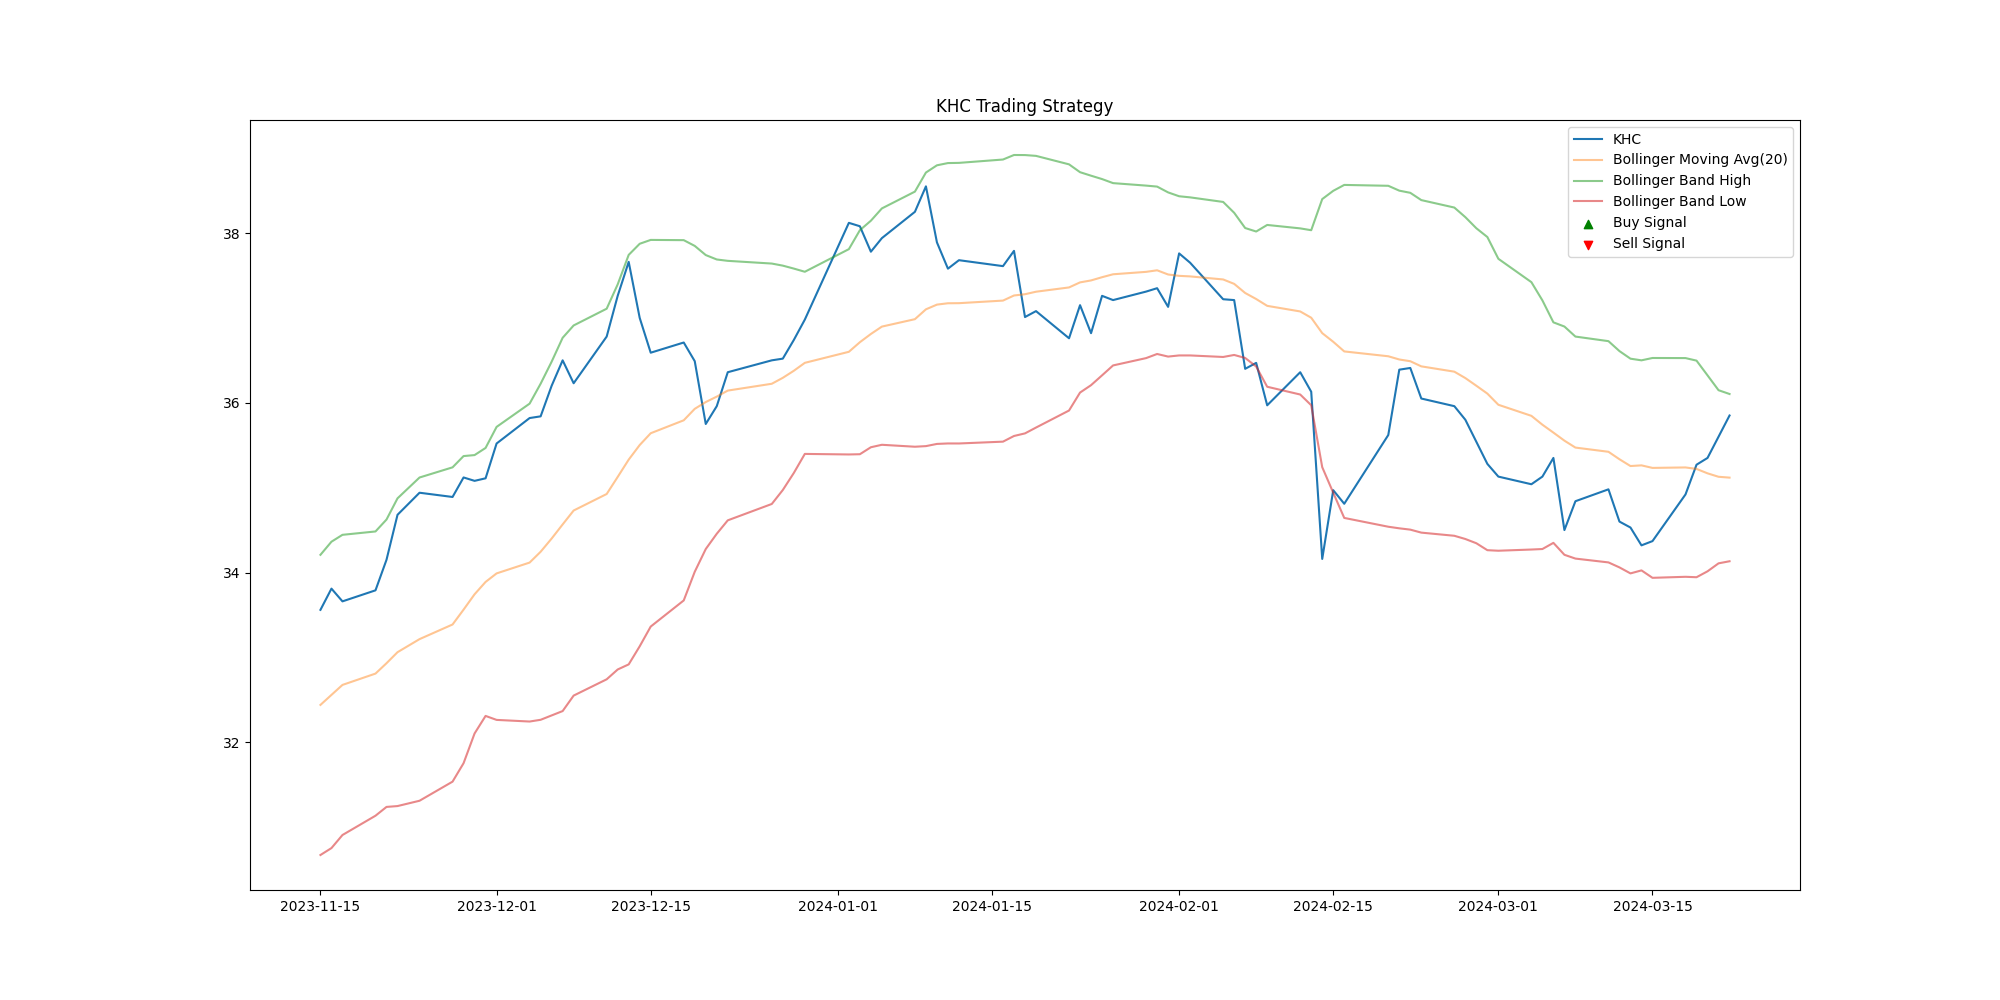 KHC Trading Strategy
KHC
Bollinger Moving Avg(20)
Bollinger Band High
Bollinger Band Low
Buy Signal
Sell Signal
38
36
34
32
2023-11-15
2023-12-01
2023-12-15
2024-01-01
2024-01-15
2024-02-01
2024-02-15
2024-03-01
2024-03-15